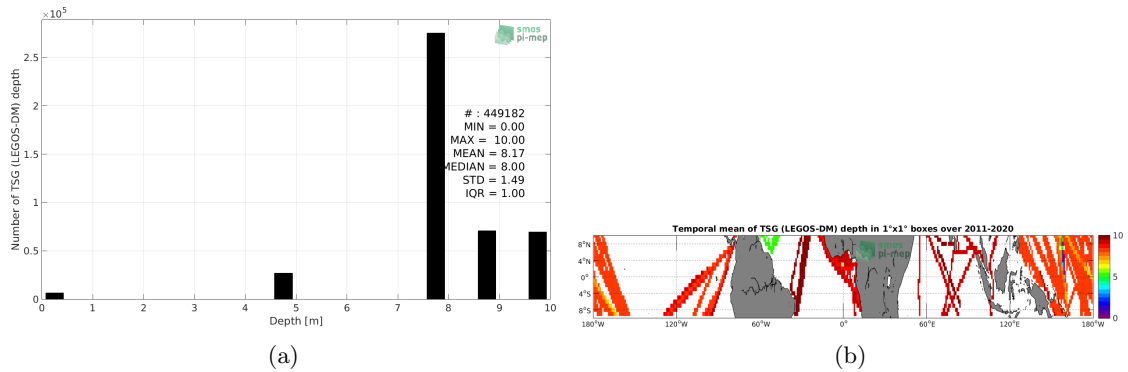 ×10⁵
smos
pi-mep
2.5
2
1.5
1
0.5
0
Number of TSG (LEGOS-DM) depth
# : 449182
MIN = 0.00
MAX = 10.00
MEAN = 8.17
MEDIAN = 8.00
STD = 1.49
IQR = 1.00
0 1 2 3 4 5 6 7 8 9 10
Depth [m]
(a)
Temporal mean of TSG (LEGOS-DM) depth in 1°x1° boxes over 2011-2020
smos
pi-mep
8°N
4°N
0°
4°S
8°S
180°W 120°W 60°W 0° 60°E 120°E 180°W
10
5
0
(b)